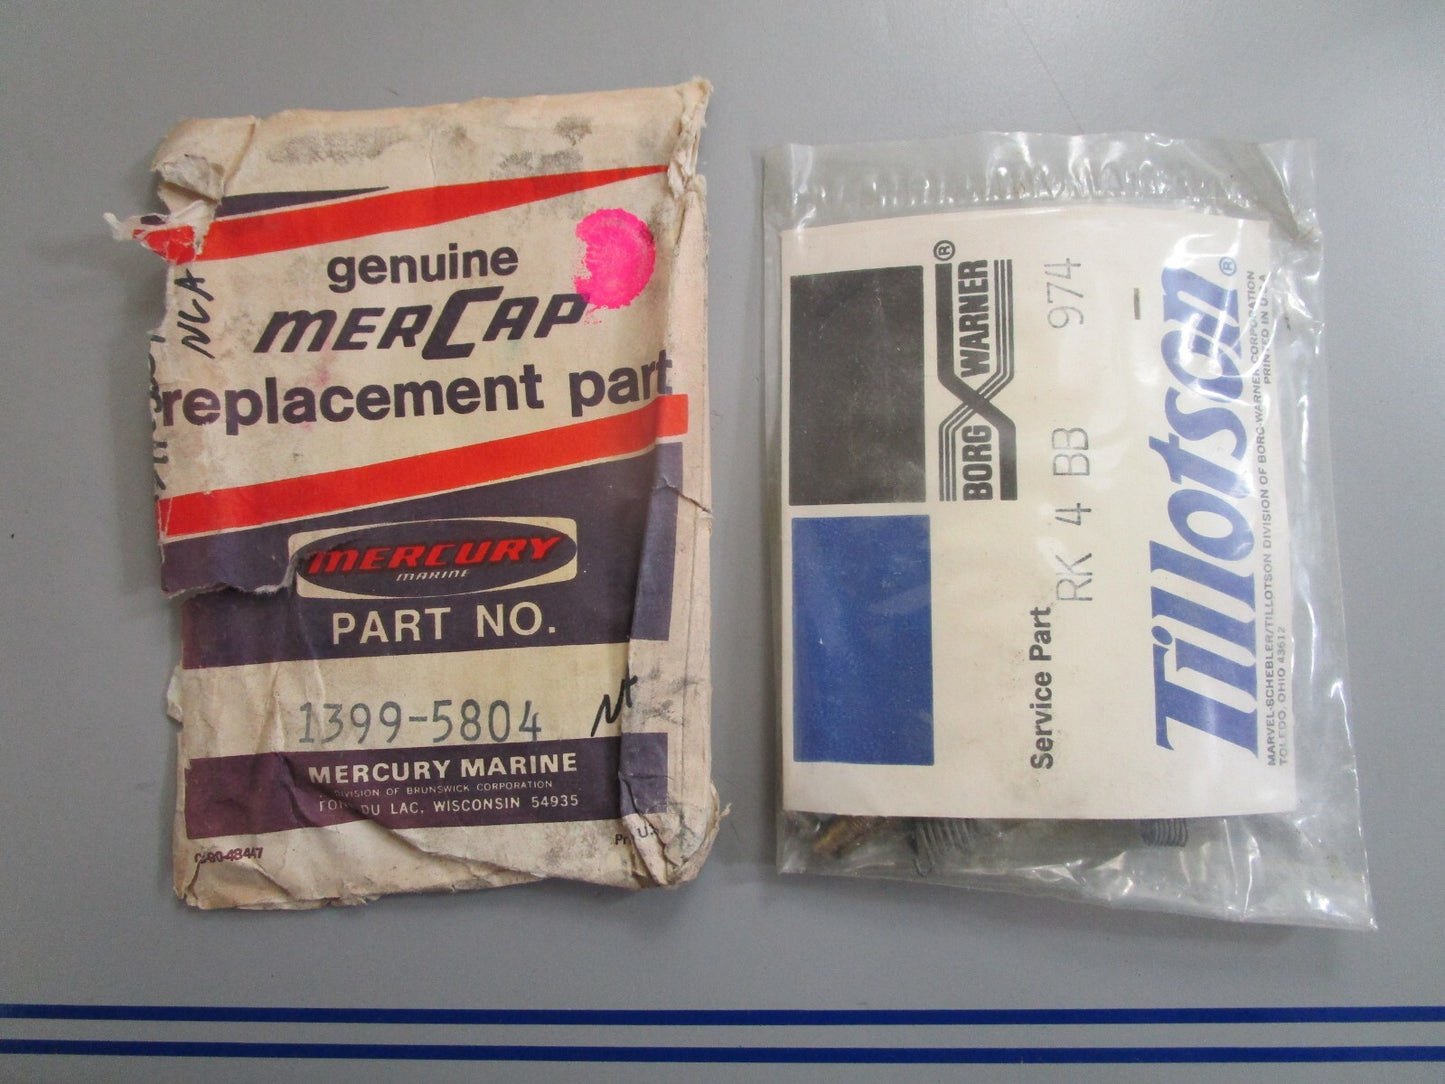 genuine
MERCAP
replacement part
NLA
MERCURY
MARINE
PART NO.
1399-5804
MERCURY MARINE
DIVISION OF BRUNSWICK CORPORATION
FOND DU LAC, WISCONSIN 54935
BORG WARNER®
Service Part
RK 4 BB 974
Tillotson®
MARVEL-SCHEBLER/TILLOTSON DIVISION OF BORG-WARNER CORPORATION
TOLEDO, OHIO 43612 PRINTED IN U.S.A